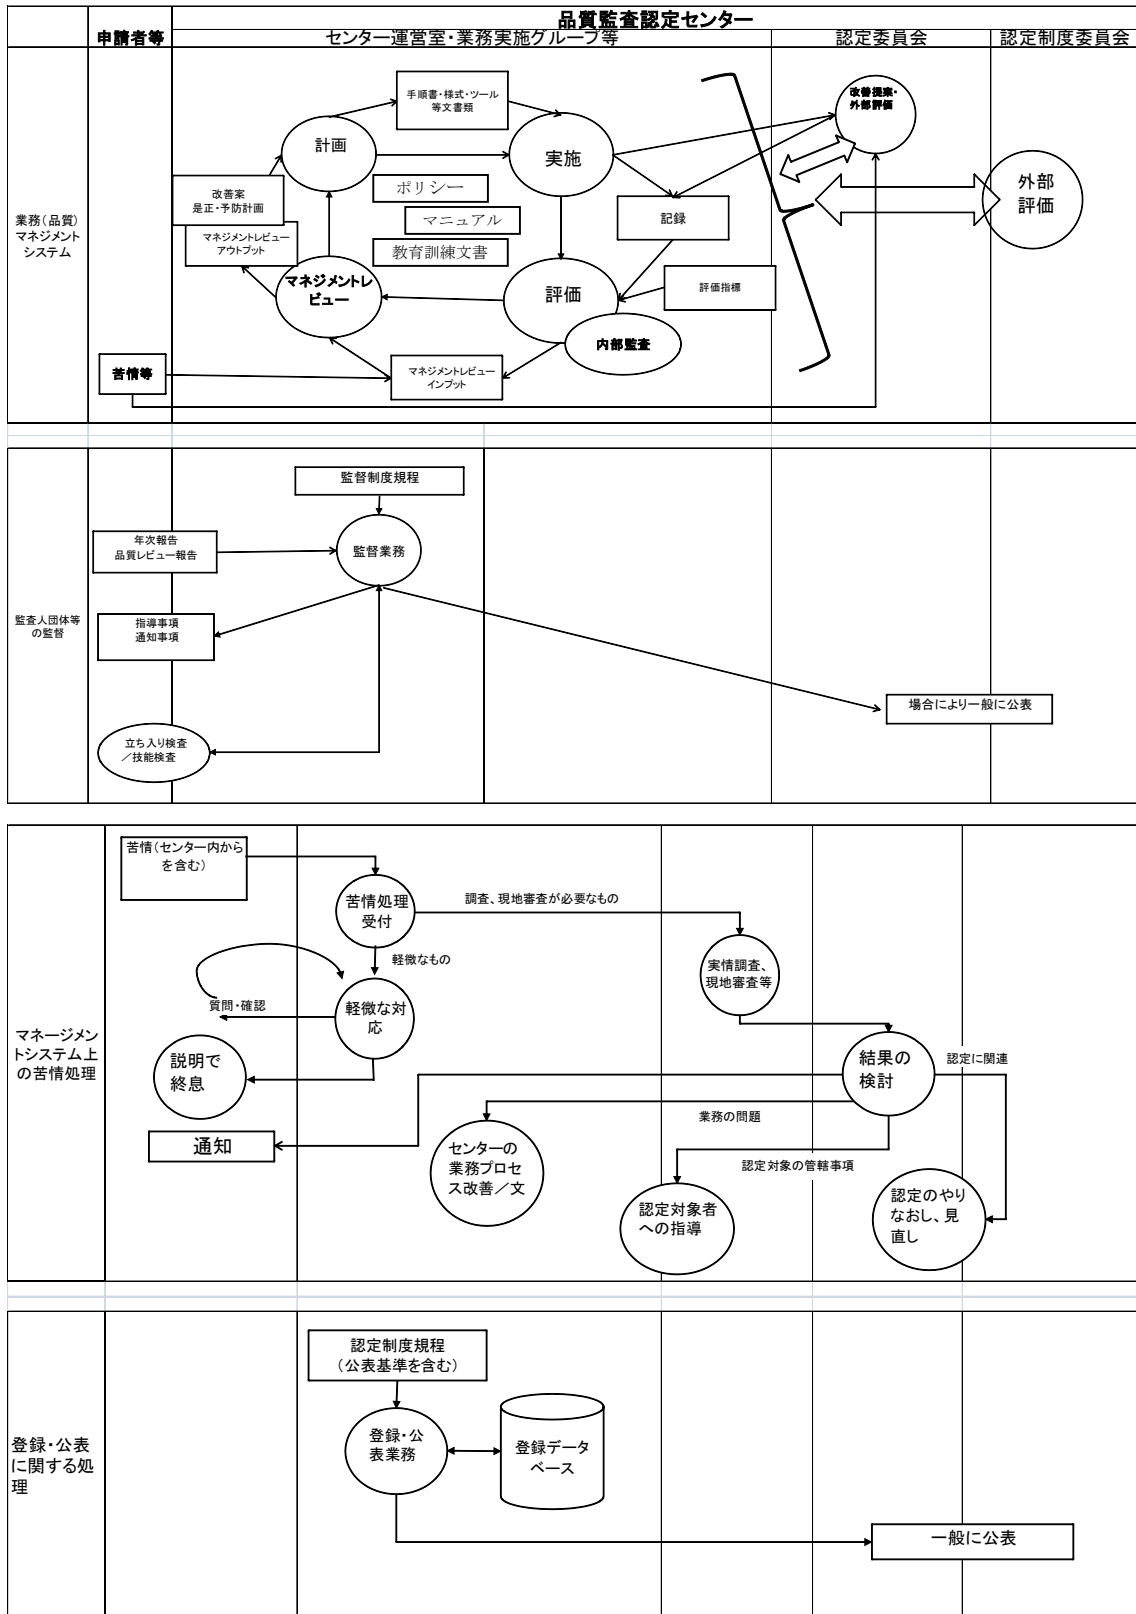 品質監査認定センター
申請者等
センター運営室・業務実施グループ等
認定委員会
認定制度委員会
業務（品質）
マネジメント
システム
手順書・様式・ツール
等文書類
計画
実施
改善提案・
外部評価
外部
評価
改善案
是正・予防計画
ポリシー
マニュアル
教育訓練文書
記録
マネジメントレビュー
アウトプット
マネジメントレ
ビュー
評価
評価指標
内部監査
苦情等
マネジメントレビュー
インプット
監査人団体等
の監督
監督制度規程
年次報告
品質レビュー報告
監督業務
指導事項
通知事項
場合により一般に公表
立ち入り検査
／技能検査
マネージメン
トシステム上
の苦情処理
苦情（センター内から
を含む）
苦情処理
受付
調査、現地審査が必要なもの
軽微なもの
実情調査、
現地審査等
質問・確認
軽微な対
応
説明で
終息
結果の
検討
認定に関連
業務の問題
通知
センターの
業務プロセ
ス改善／文
認定対象の管轄事項
認定対象者
への指導
認定のやり
なおし、見
直し
登録・公表
に関する処
理
認定制度規程
（公表基準を含む）
登録・公
表業務
登録データ
ベース
一般に公表